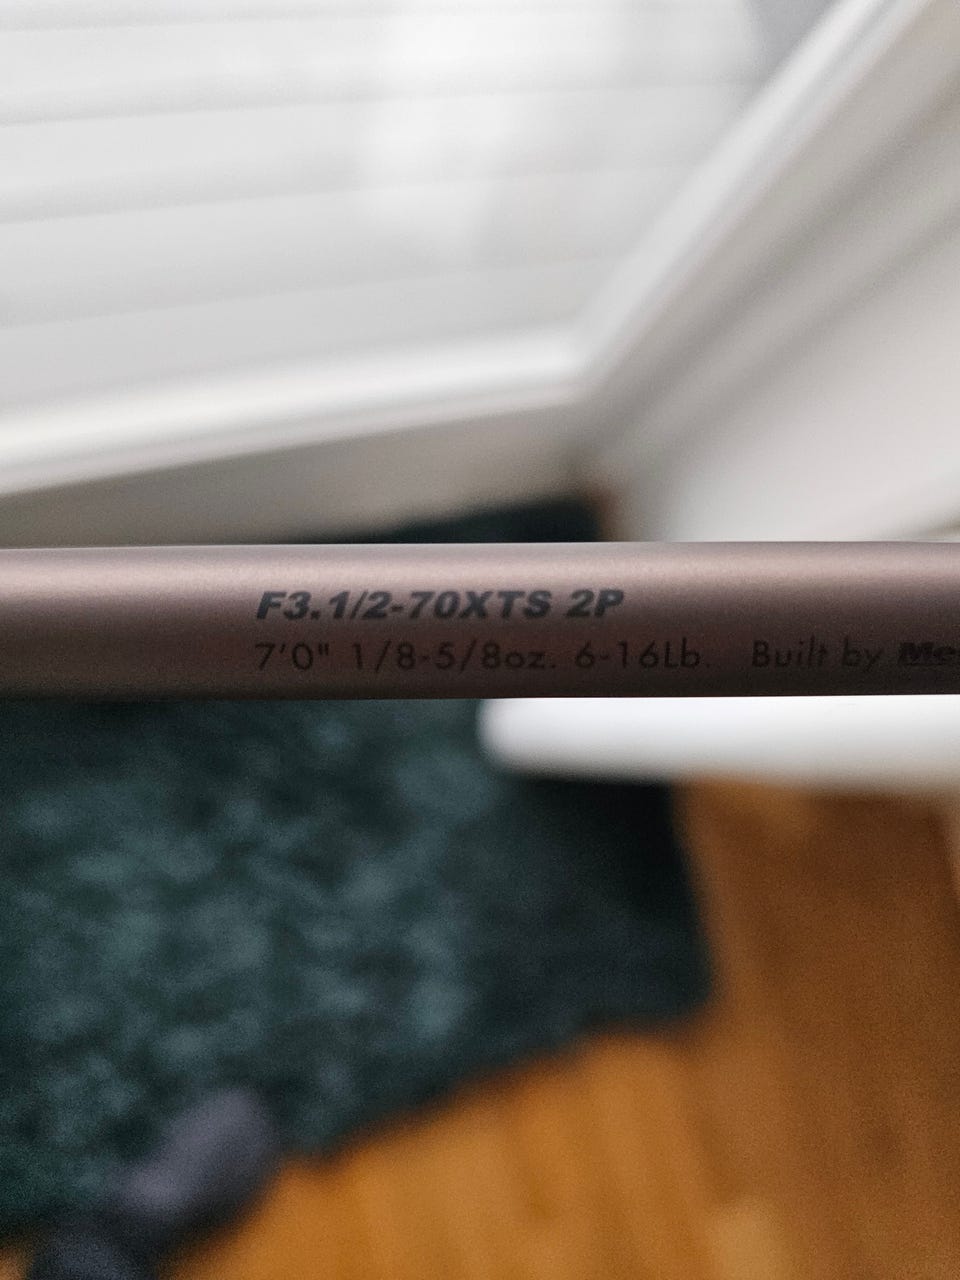 F3.1/2-70XTS 2P
7'0" 1/8-5/8oz. 6-16Lb. Built by